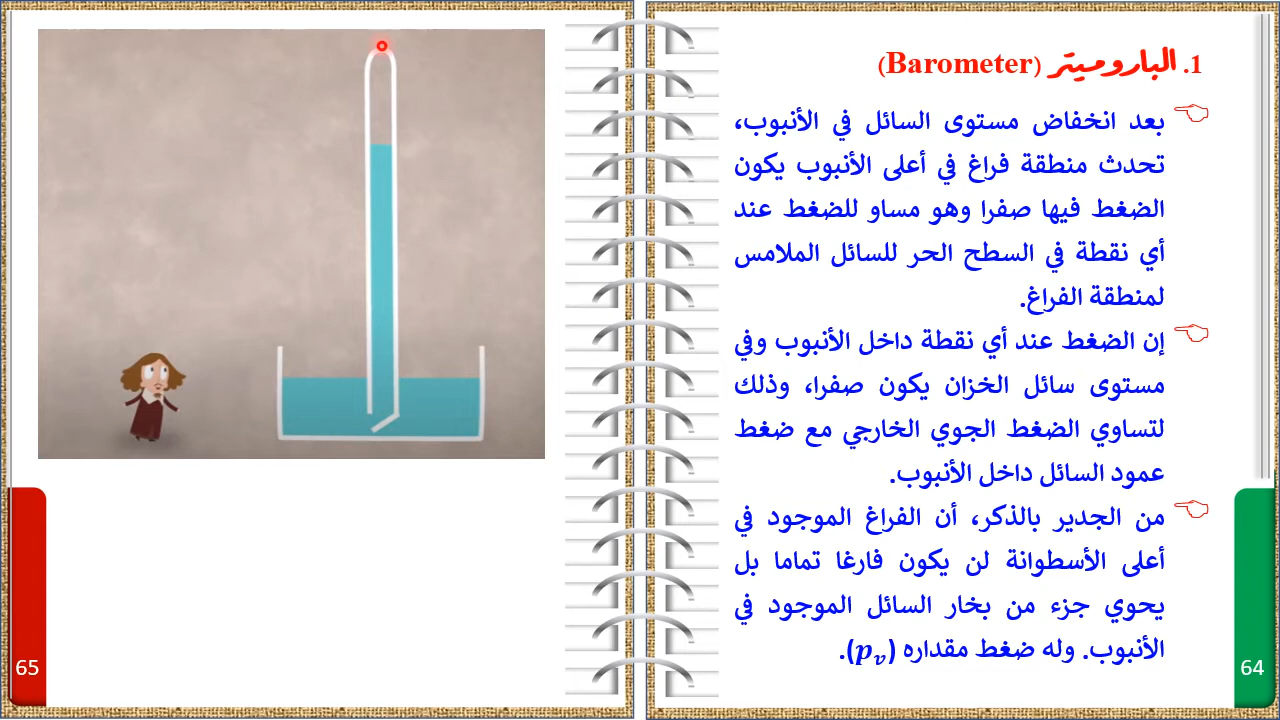 1. الباروميتر (Barometer)
بعد انخفاض مستوى السائل في الأنبوب،
تحدث منطقة فراغ في أعلى الأنبوب يكون
الضغط فيها صفرا وهو مساو للضغط عند
أي نقطة في السطح الحر للسائل الملامس
لمنطقة الفراغ.
إن الضغط عند أي نقطة داخل الأنبوب وفي
مستوى سائل الخزان يكون صفرا، وذلك
لتساوي الضغط الجوي الخارجي مع ضغط
عمود السائل داخل الأنبوب.
من الجدير بالذكر، أن الفراغ الموجود في
أعلى الأسطوانة لن يكون فارغا تماما بل
يحوي جزء من بخار السائل الموجود في
الأنبوب. وله ضغط مقداره (pᵥ).
64
65